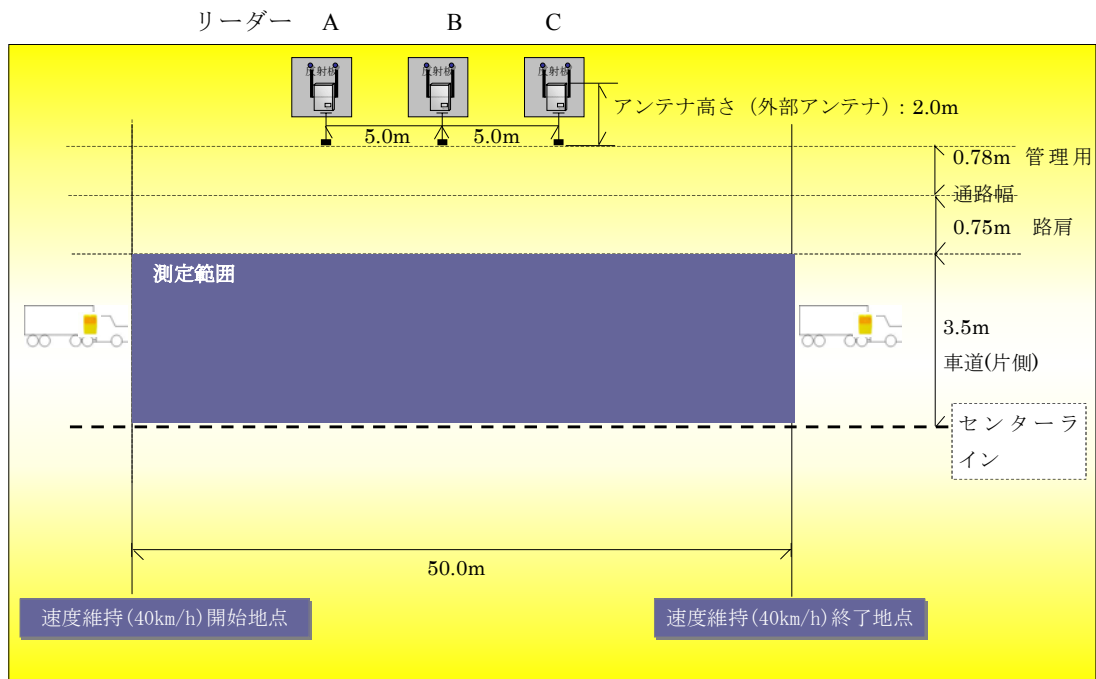 リーダー A B C
反射板 反射板 反射板
アンテナ高さ（外部アンテナ）: 2.0m
5.0m 5.0m
0.78m 管理用
通路幅
0.75m 路肩
測定範囲
3.5m
車道(片側)
センターラ
イン
50.0m
速度維持(40km/h)開始地点
速度維持(40km/h)終了地点